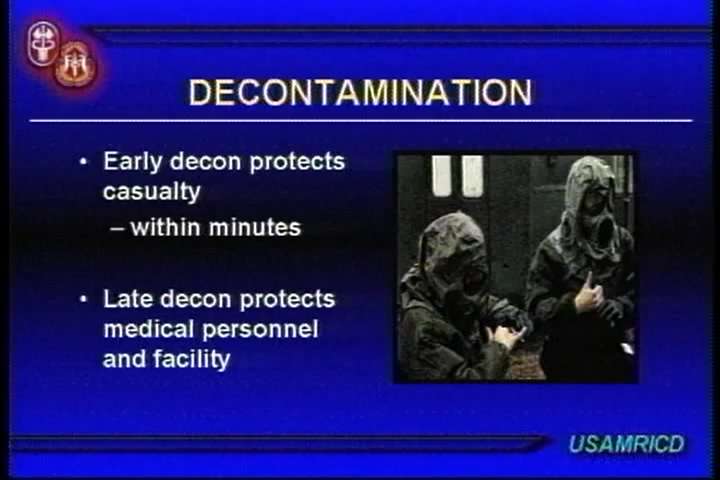 DECONTAMINATION
• Early decon protects
casualty
– within minutes
• Late decon protects
medical personnel
and facility
USAMRICD